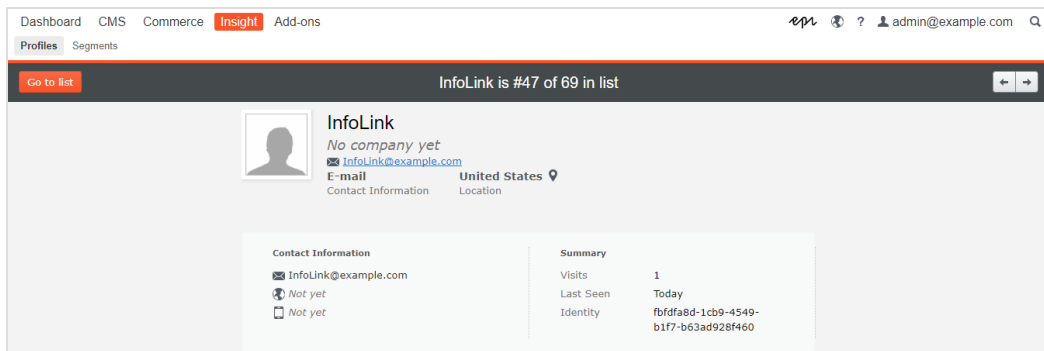 Dashboard CMS Commerce Insight Add-ons epi ? admin@example.com
Profiles Segments
Go to list InfoLink is #47 of 69 in list ← →
InfoLink
No company yet
InfoLink@example.com
E-mail United States
Contact Information Location
Contact Information Summary
InfoLink@example.com Visits 1
Not yet Last Seen Today
Not yet Identity fbfdfa8d-1cb9-4549-
b1f7-b63ad928f460